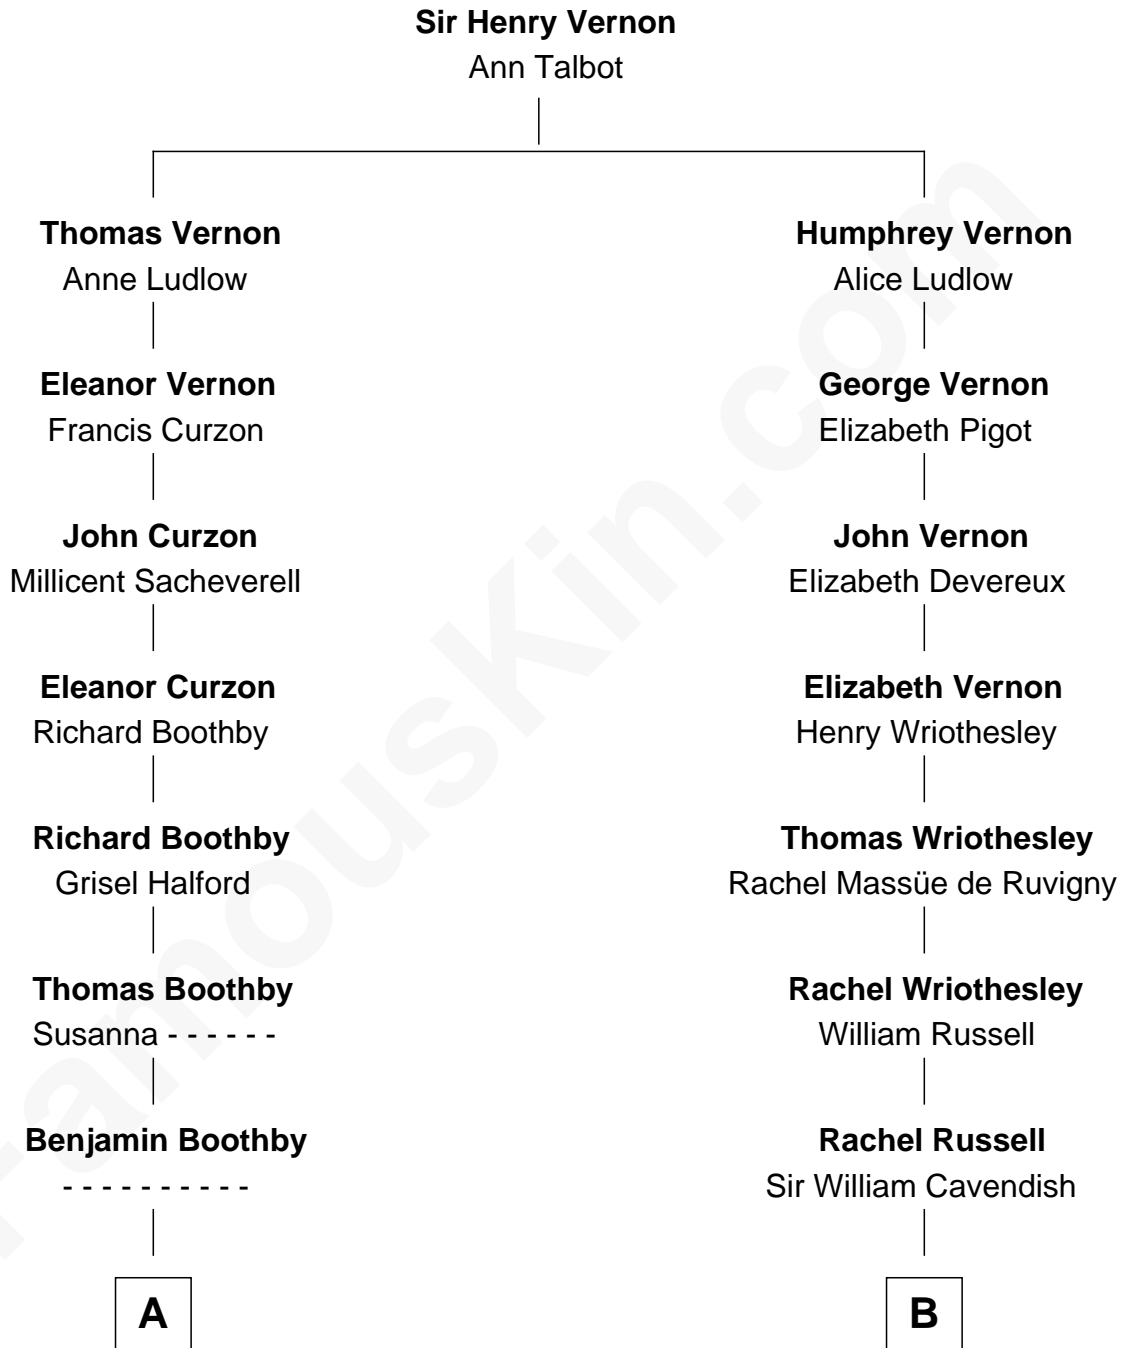 Sir Henry Vernon
Ann Talbot
Thomas Vernon
Anne Ludlow
Eleanor Vernon
Francis Curzon
John Curzon
Millicent Sacheverell
Eleanor Curzon
Richard Boothby
Richard Boothby
Grisel Halford
Thomas Boothby
Susanna - - - - - -
Benjamin Boothby
- - - - - - - - - -
A
Humphrey Vernon
Alice Ludlow
George Vernon
Elizabeth Pigot
John Vernon
Elizabeth Devereux
Elizabeth Vernon
Henry Wriothesley
Thomas Wriothesley
Rachel Massüe de Ruvigny
Rachel Wriothesley
William Russell
Rachel Russell
Sir William Cavendish
B
FamousKin.com